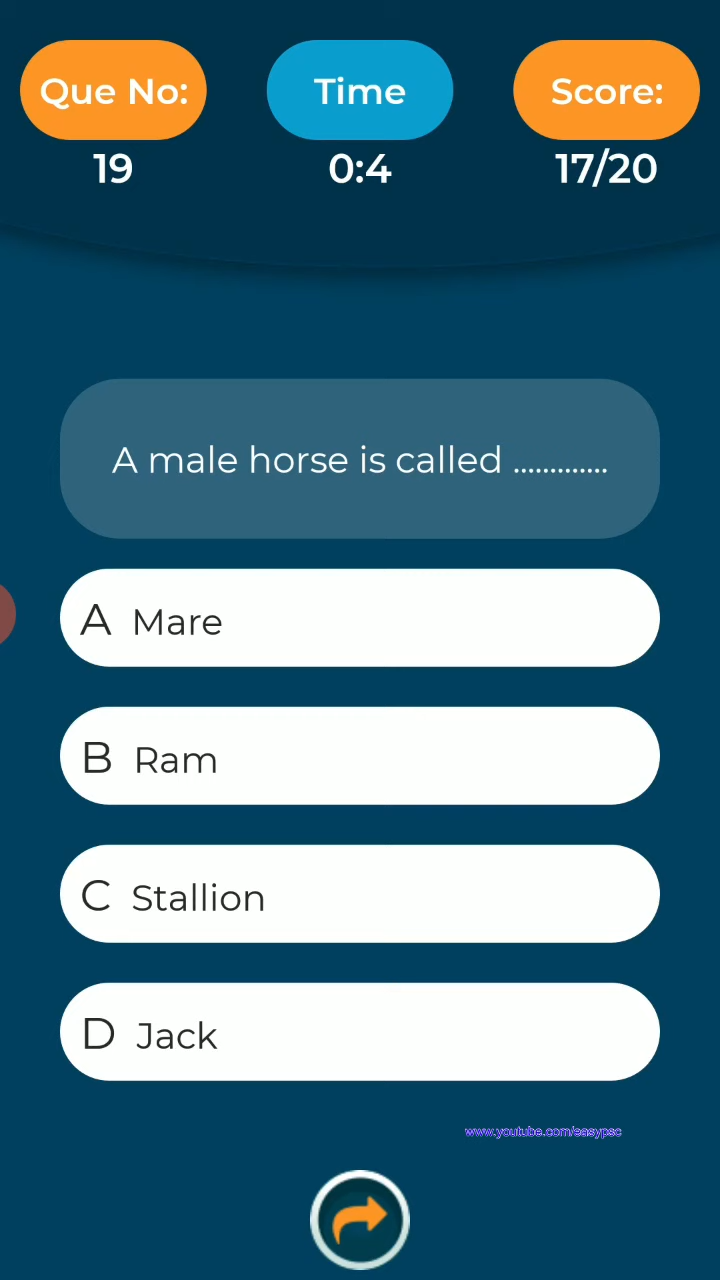 Que No:
Time
Score:
19
0:4
17/20
A male horse is called .............
A Mare
B Ram
C Stallion
D Jack
www.youtube.com/easypsc